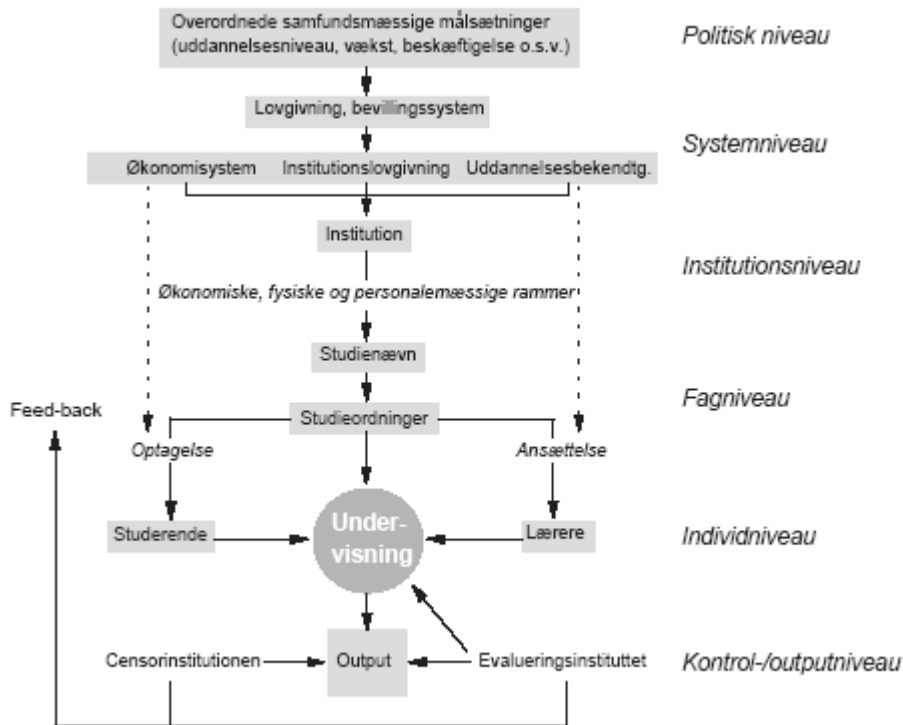 Overordnede samfundsmæssige målsætninger
(uddannelsesniveau, vækst, beskæftigelse o.s.v.)
Politisk niveau
Lovgivning, bevillingssystem
Systemniveau
Økonomisystem
Institutionslovgivning
Uddannelsesbekendtg.
Institution
Institutionsniveau
Økonomiske, fysiske og personalemæssige rammer
Studienævn
Fagniveau
Feed-back
Studieordninger
Optagelse
Ansættelse
Studerende
Under-
visning
Lærere
Individniveau
Censorinstitutionen
Output
Evalueringsinstituttet
Kontrol-/outputniveau